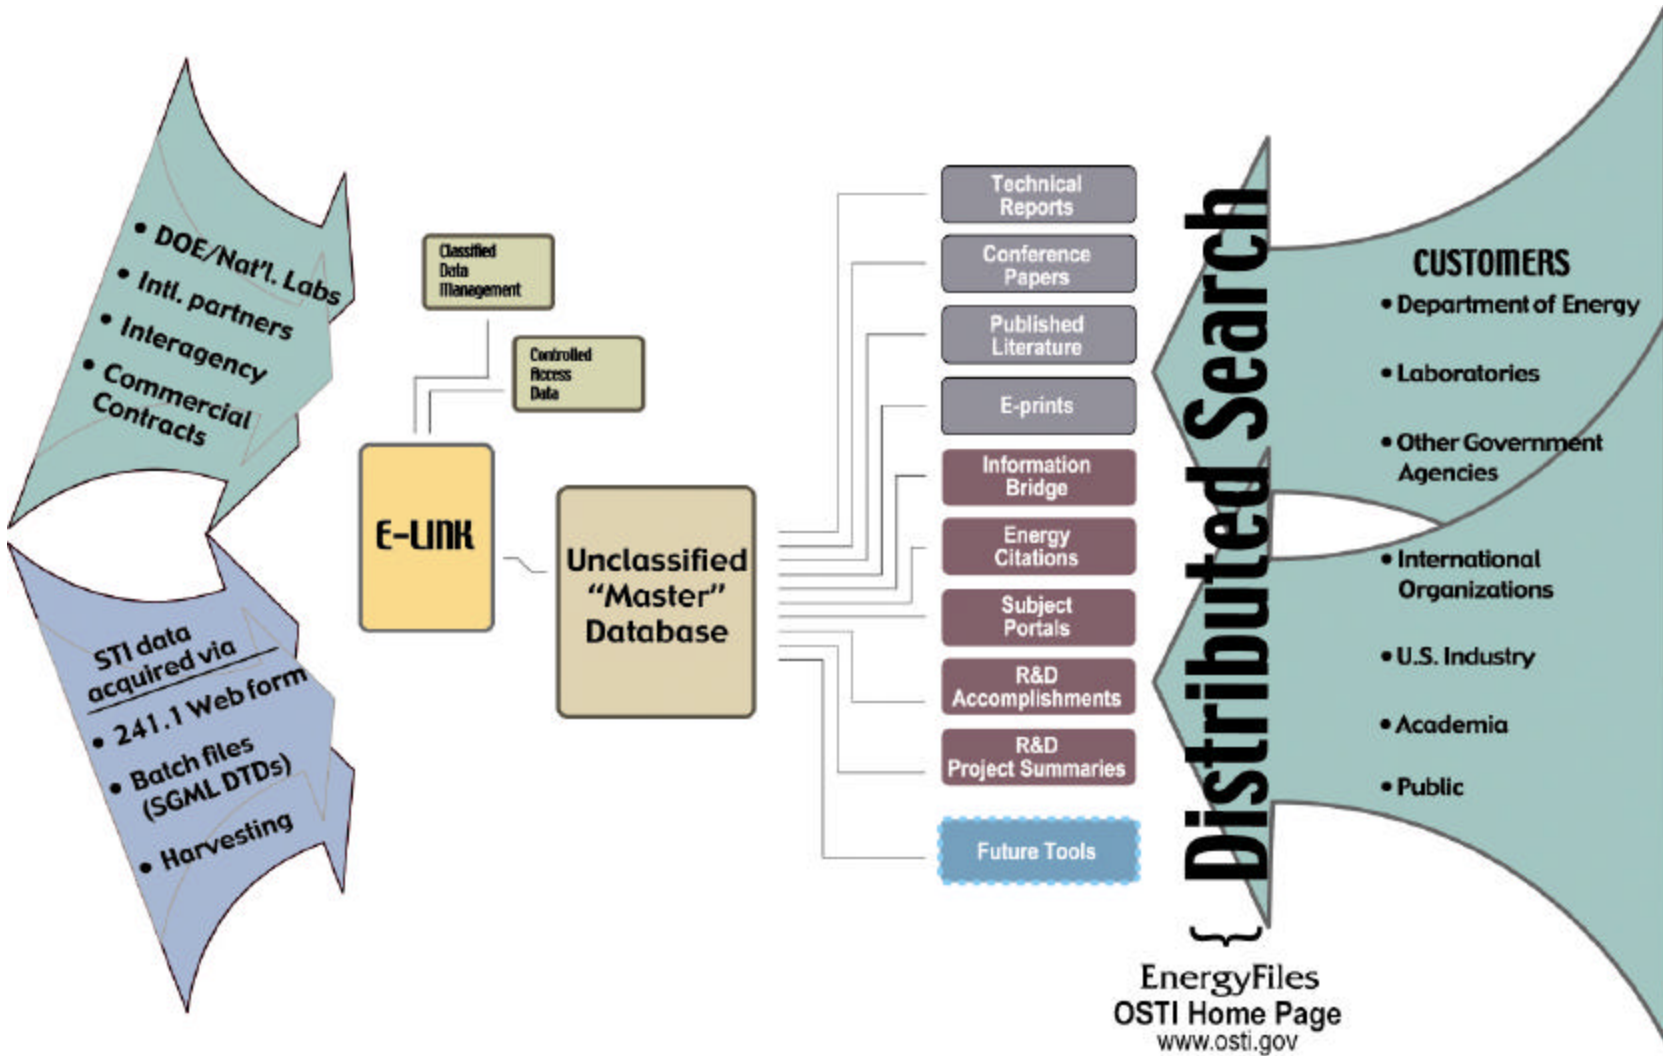 • DOE/Nat'l. Labs
• Intl. partners
• Interagency
• Commercial
Contracts
STI data
acquired via
• 241.1 Web form
• Batch files
(SGML DTDs)
• Harvesting
Classified
Data
Management
Controlled
Access
Data
E-LINK
Unclassified
“Master”
Database
Technical
Reports
Conference
Papers
Published
Literature
E-prints
Information
Bridge
Energy
Citations
Subject
Portals
R&D
Accomplishments
R&D
Project Summaries
Future Tools
Distributed Search
{
EnergyFiles
OSTI Home Page
www.osti.gov
CUSTOMERS
• Department of Energy
• Laboratories
• Other Government
Agencies
• International
Organizations
• U.S. Industry
• Academia
• Public